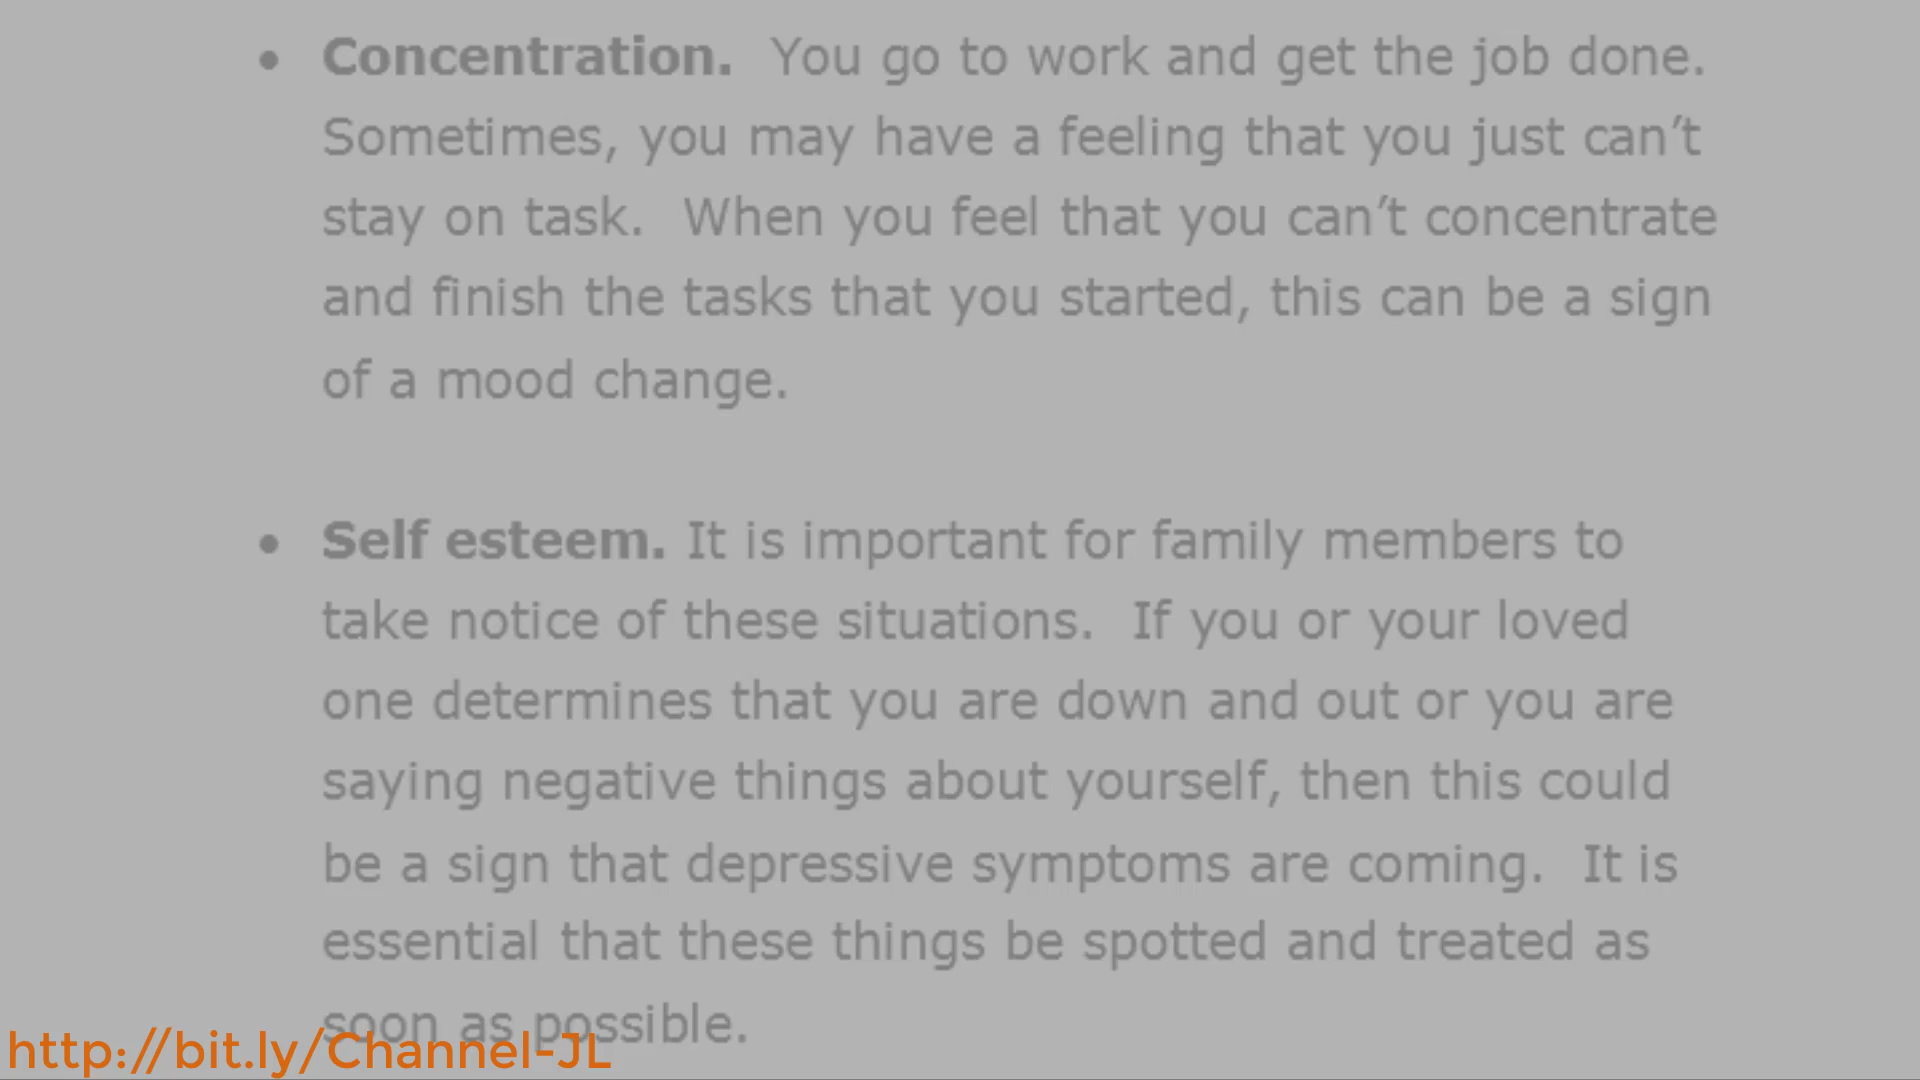 • Concentration.  You go to work and get the job done.
Sometimes, you may have a feeling that you just can’t
stay on task.  When you feel that you can’t concentrate
and finish the tasks that you started, this can be a sign
of a mood change.
• Self esteem. It is important for family members to
take notice of these situations.  If you or your loved
one determines that you are down and out or you are
saying negative things about yourself, then this could
be a sign that depressive symptoms are coming.  It is
essential that these things be spotted and treated as
soon as possible.
http://bit.ly/Channel-JL